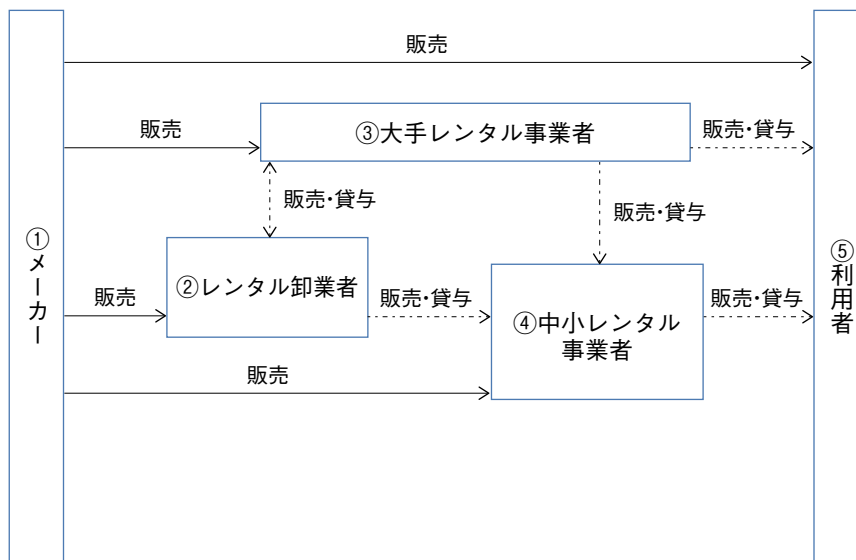 販売
販売
③大手レンタル事業者
販売・貸与
販売・貸与
販売・貸与
①メーカー
②レンタル卸業者
販売
販売・貸与
④中小レンタル
事業者
販売・貸与
⑤利用者
販売